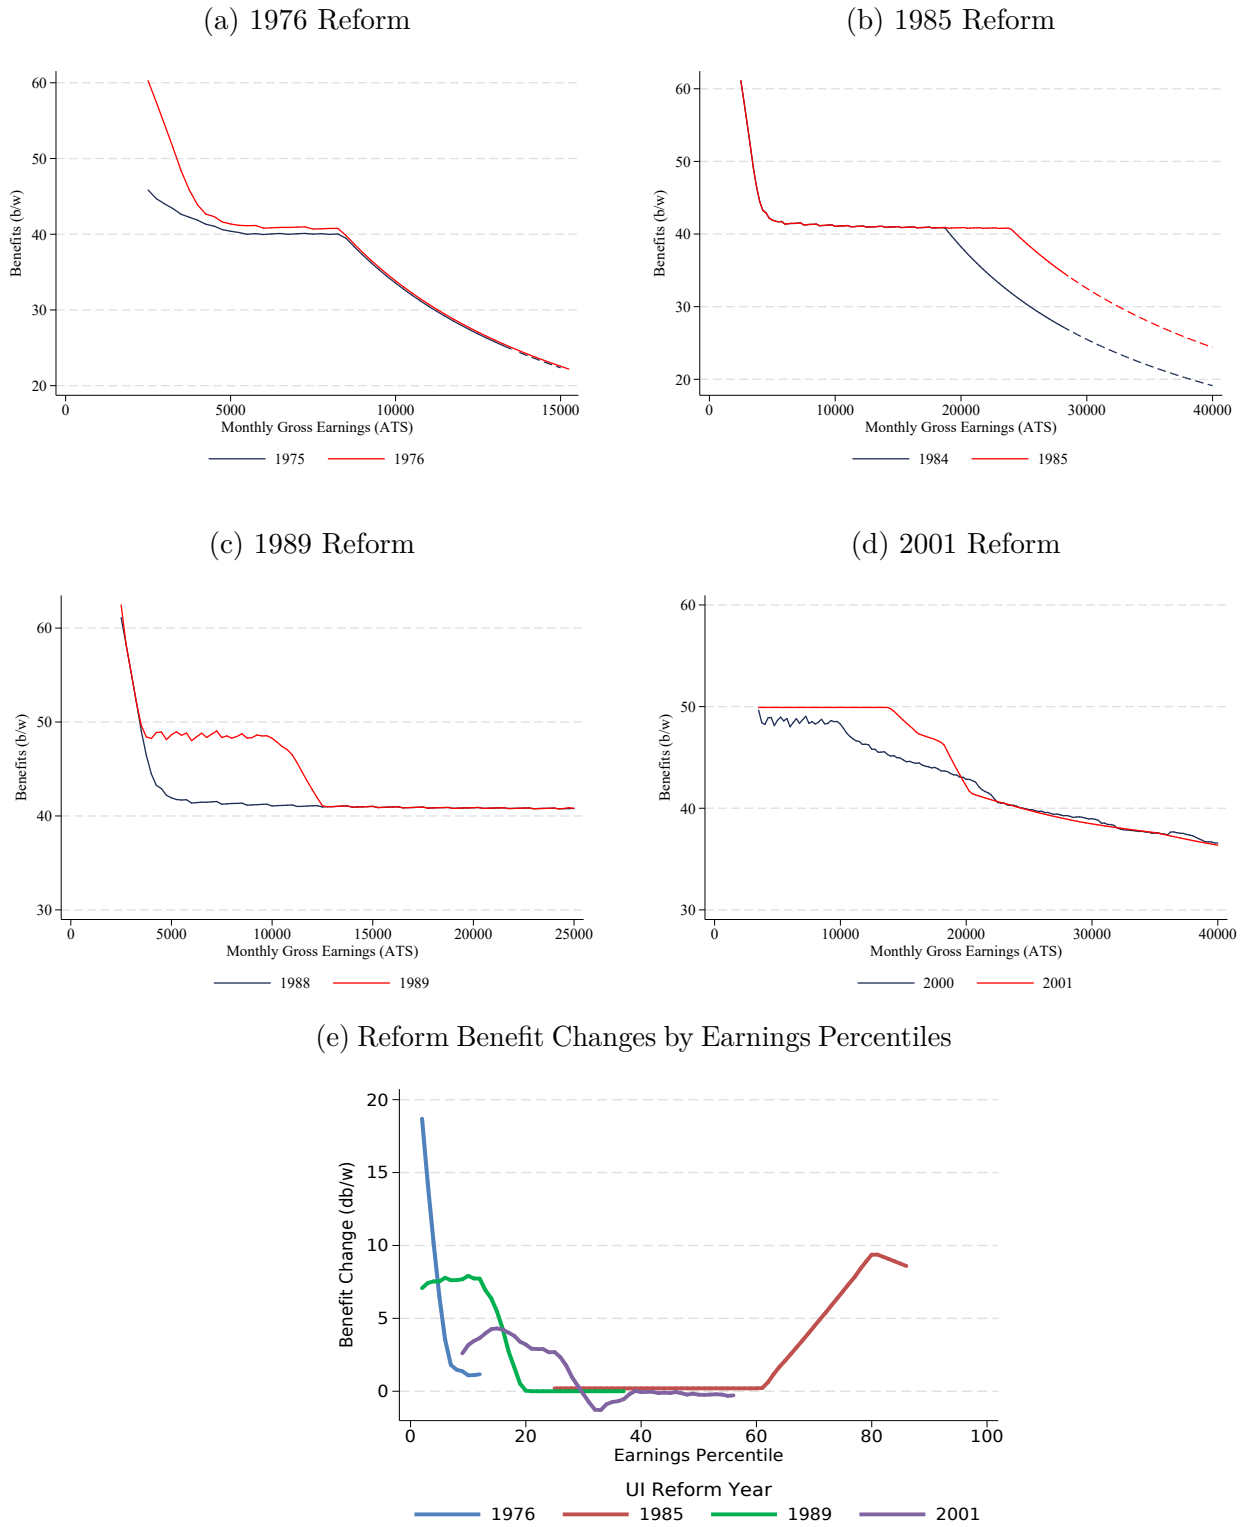 (a) 1976 Reform
60
50
40
30
20
Benefits (b/w)
0 5000 10000 15000
Monthly Gross Earnings (ATS)
1975 1976
(b) 1985 Reform
60
50
40
30
20
Benefits (b/w)
0 10000 20000 30000 40000
Monthly Gross Earnings (ATS)
1984 1985
(c) 1989 Reform
60
50
40
30
Benefits (b/w)
0 5000 10000 15000 20000 25000
Monthly Gross Earnings (ATS)
1988 1989
(d) 2001 Reform
60
50
40
30
Benefits (b/w)
0 10000 20000 30000 40000
Monthly Gross Earnings (ATS)
2000 2001
(e) Reform Benefit Changes by Earnings Percentiles
20
15
10
5
0
Benefit Change (db/w)
0 20 40 60 80 100
Earnings Percentile
UI Reform Year
1976 1985 1989 2001